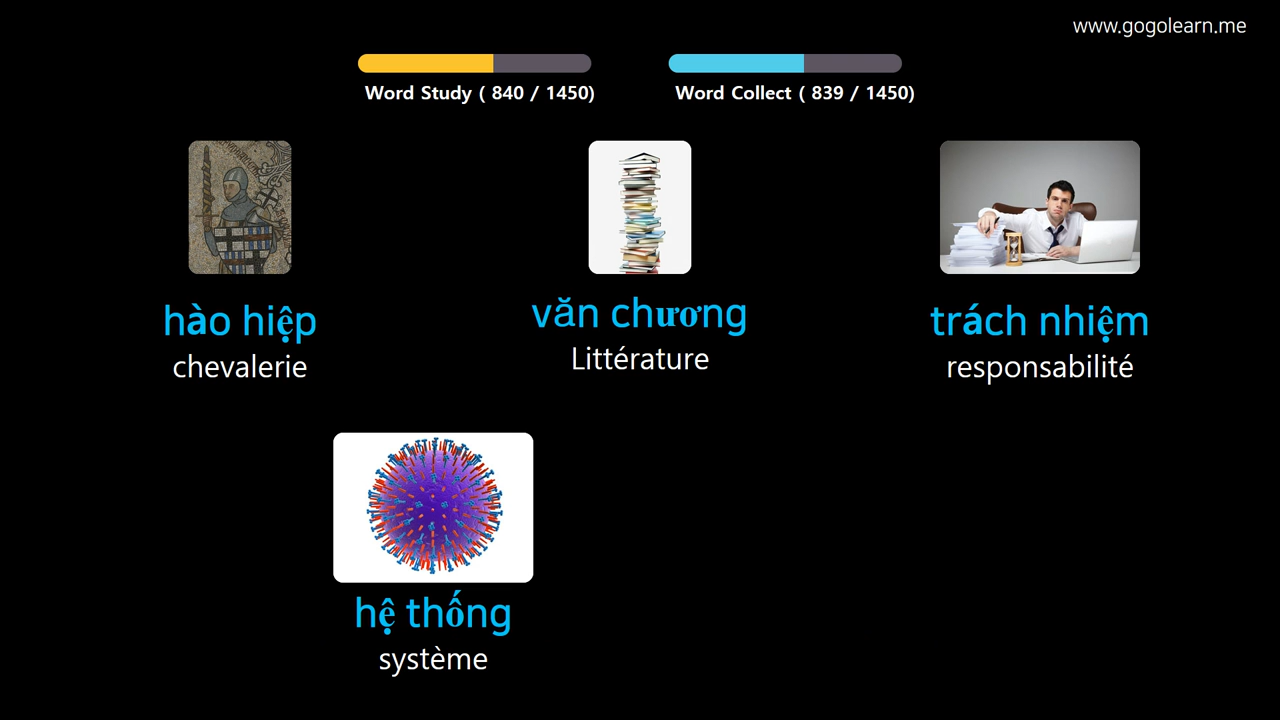 www.gogolearn.me
Word Study ( 840 / 1450)
Word Collect ( 839 / 1450)
hào hiệp
chevalerie
văn chương
Littérature
trách nhiệm
responsabilité
hệ thống
système